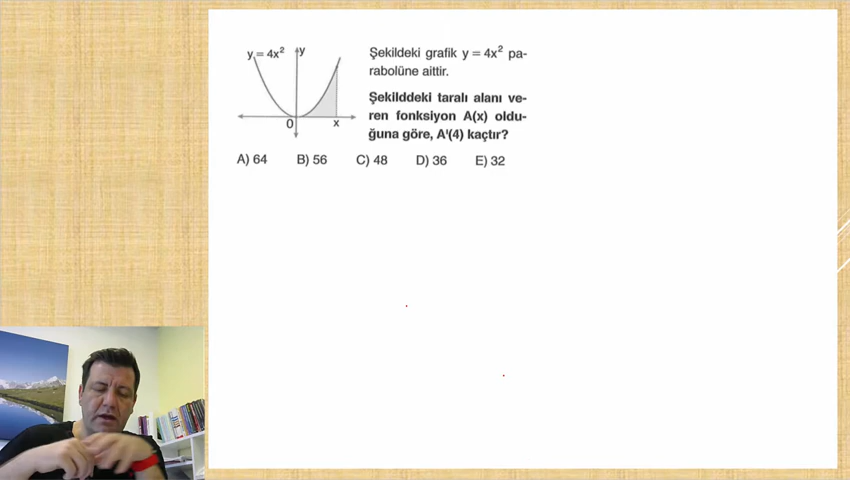 y = 4x²
y
0
x
Şekildeki grafik y = 4x² pa-
rabolüne aittir.
Şekilddeki taralı alanı ve-
ren fonksiyon A(x) oldu-
ğuna göre, A'(4) kaçtır?
A) 64 B) 56 C) 48 D) 36 E) 32